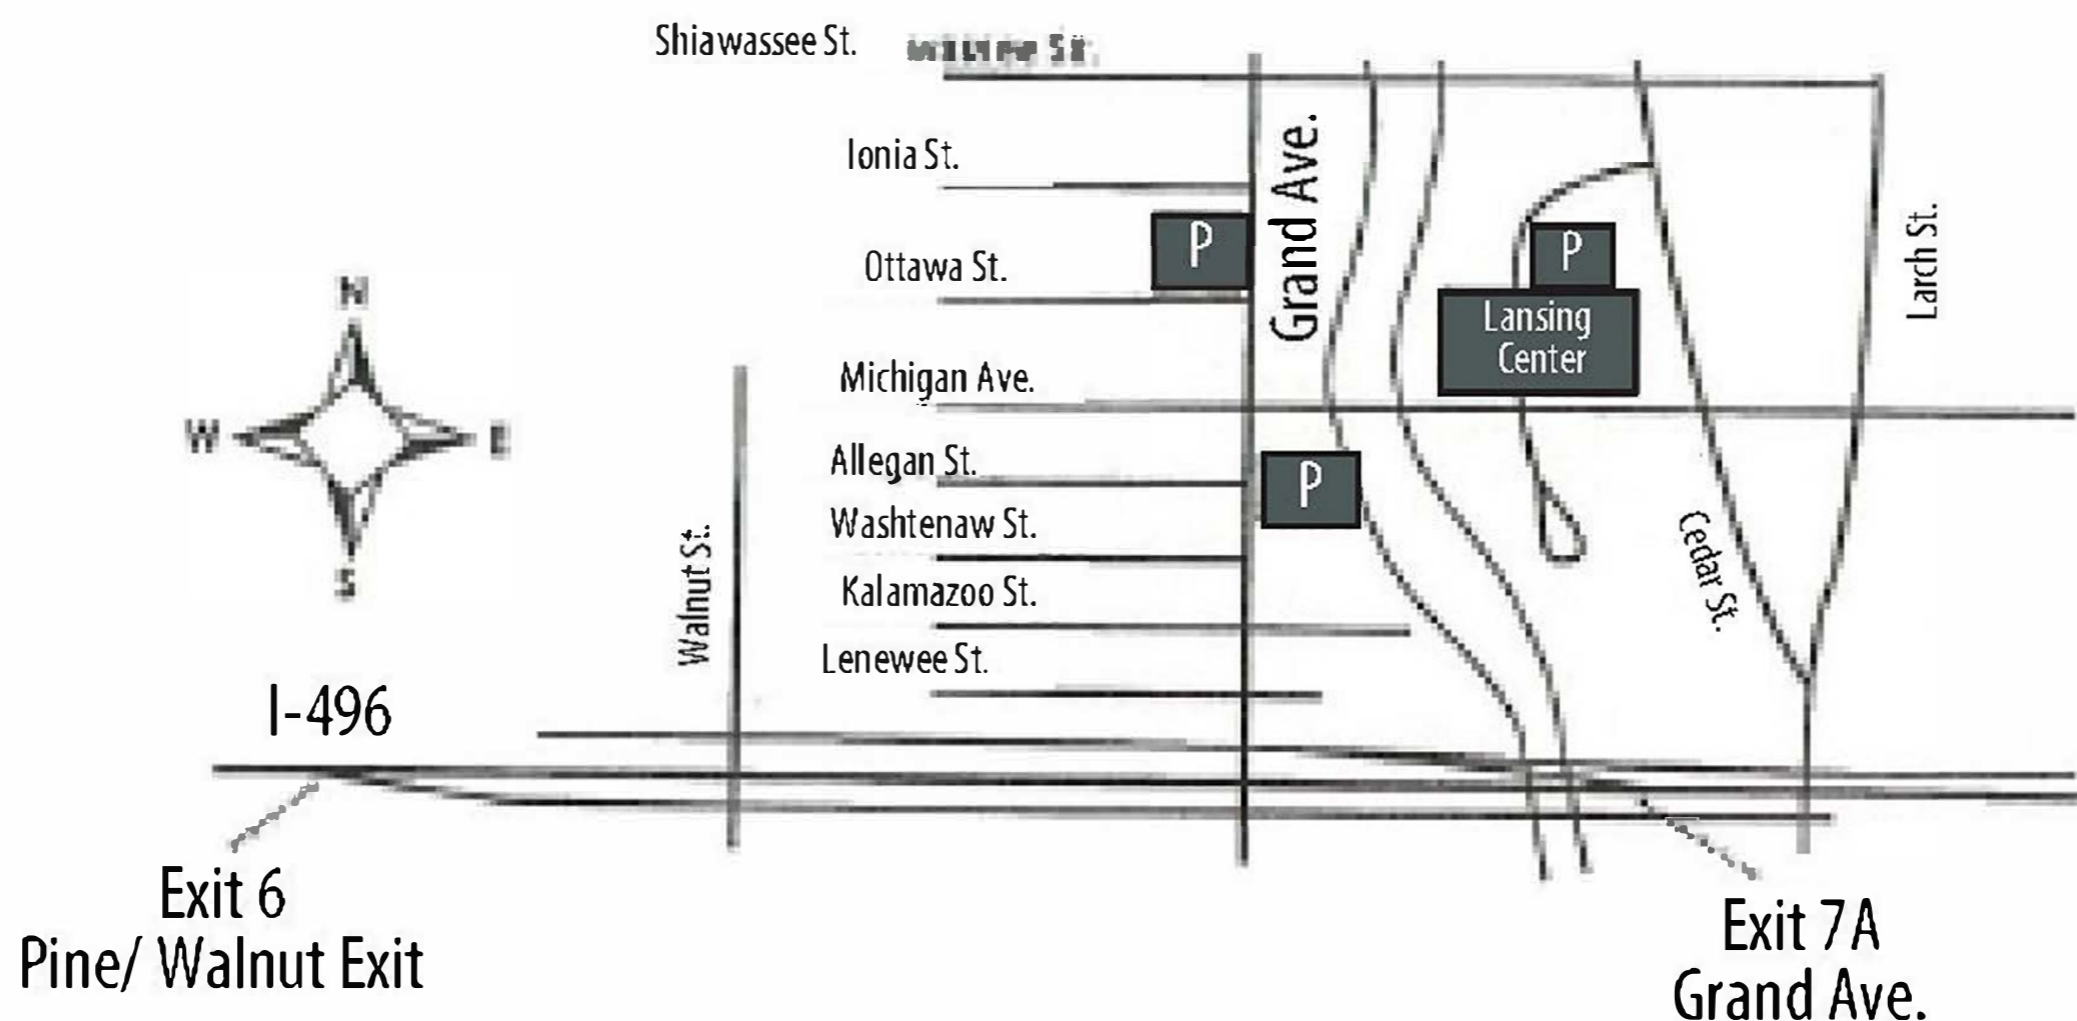 Shiawassee St.
Ionia St.
Grand Ave.
P
Ottawa St.
P
Larch St.
Lansing
Center
N
W
E
S
Michigan Ave.
Allegan St.
P
Washtenaw St.
Walnut St.
Kalamazoo St.
Cedar St.
Lenewee St.
I-496
Exit 6
Pine/ Walnut Exit
Exit 7A
Grand Ave.